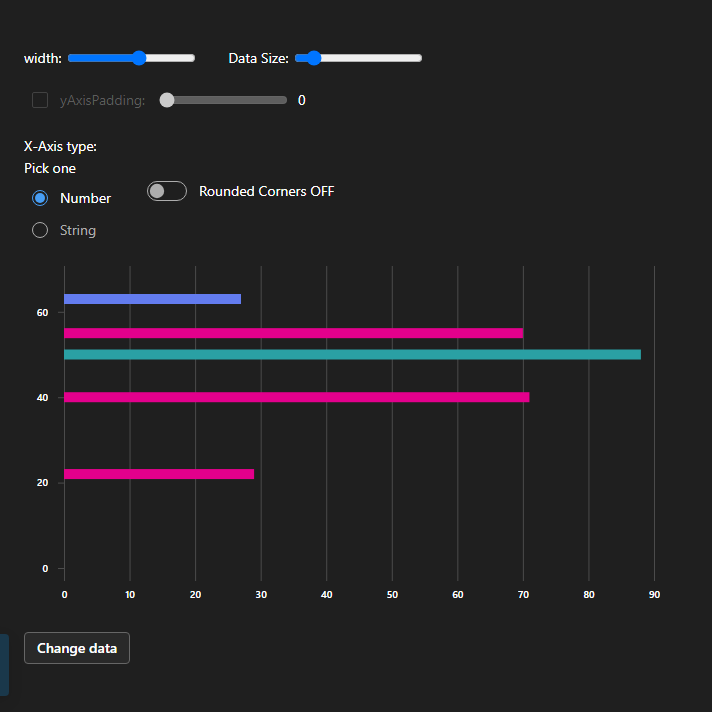 width: Data Size:
yAxisPadding: 0
X-Axis type:
Pick one
Number
Rounded Corners OFF
String
60
40
20
0
0 10 20 30 40 50 60 70 80 90
Change data